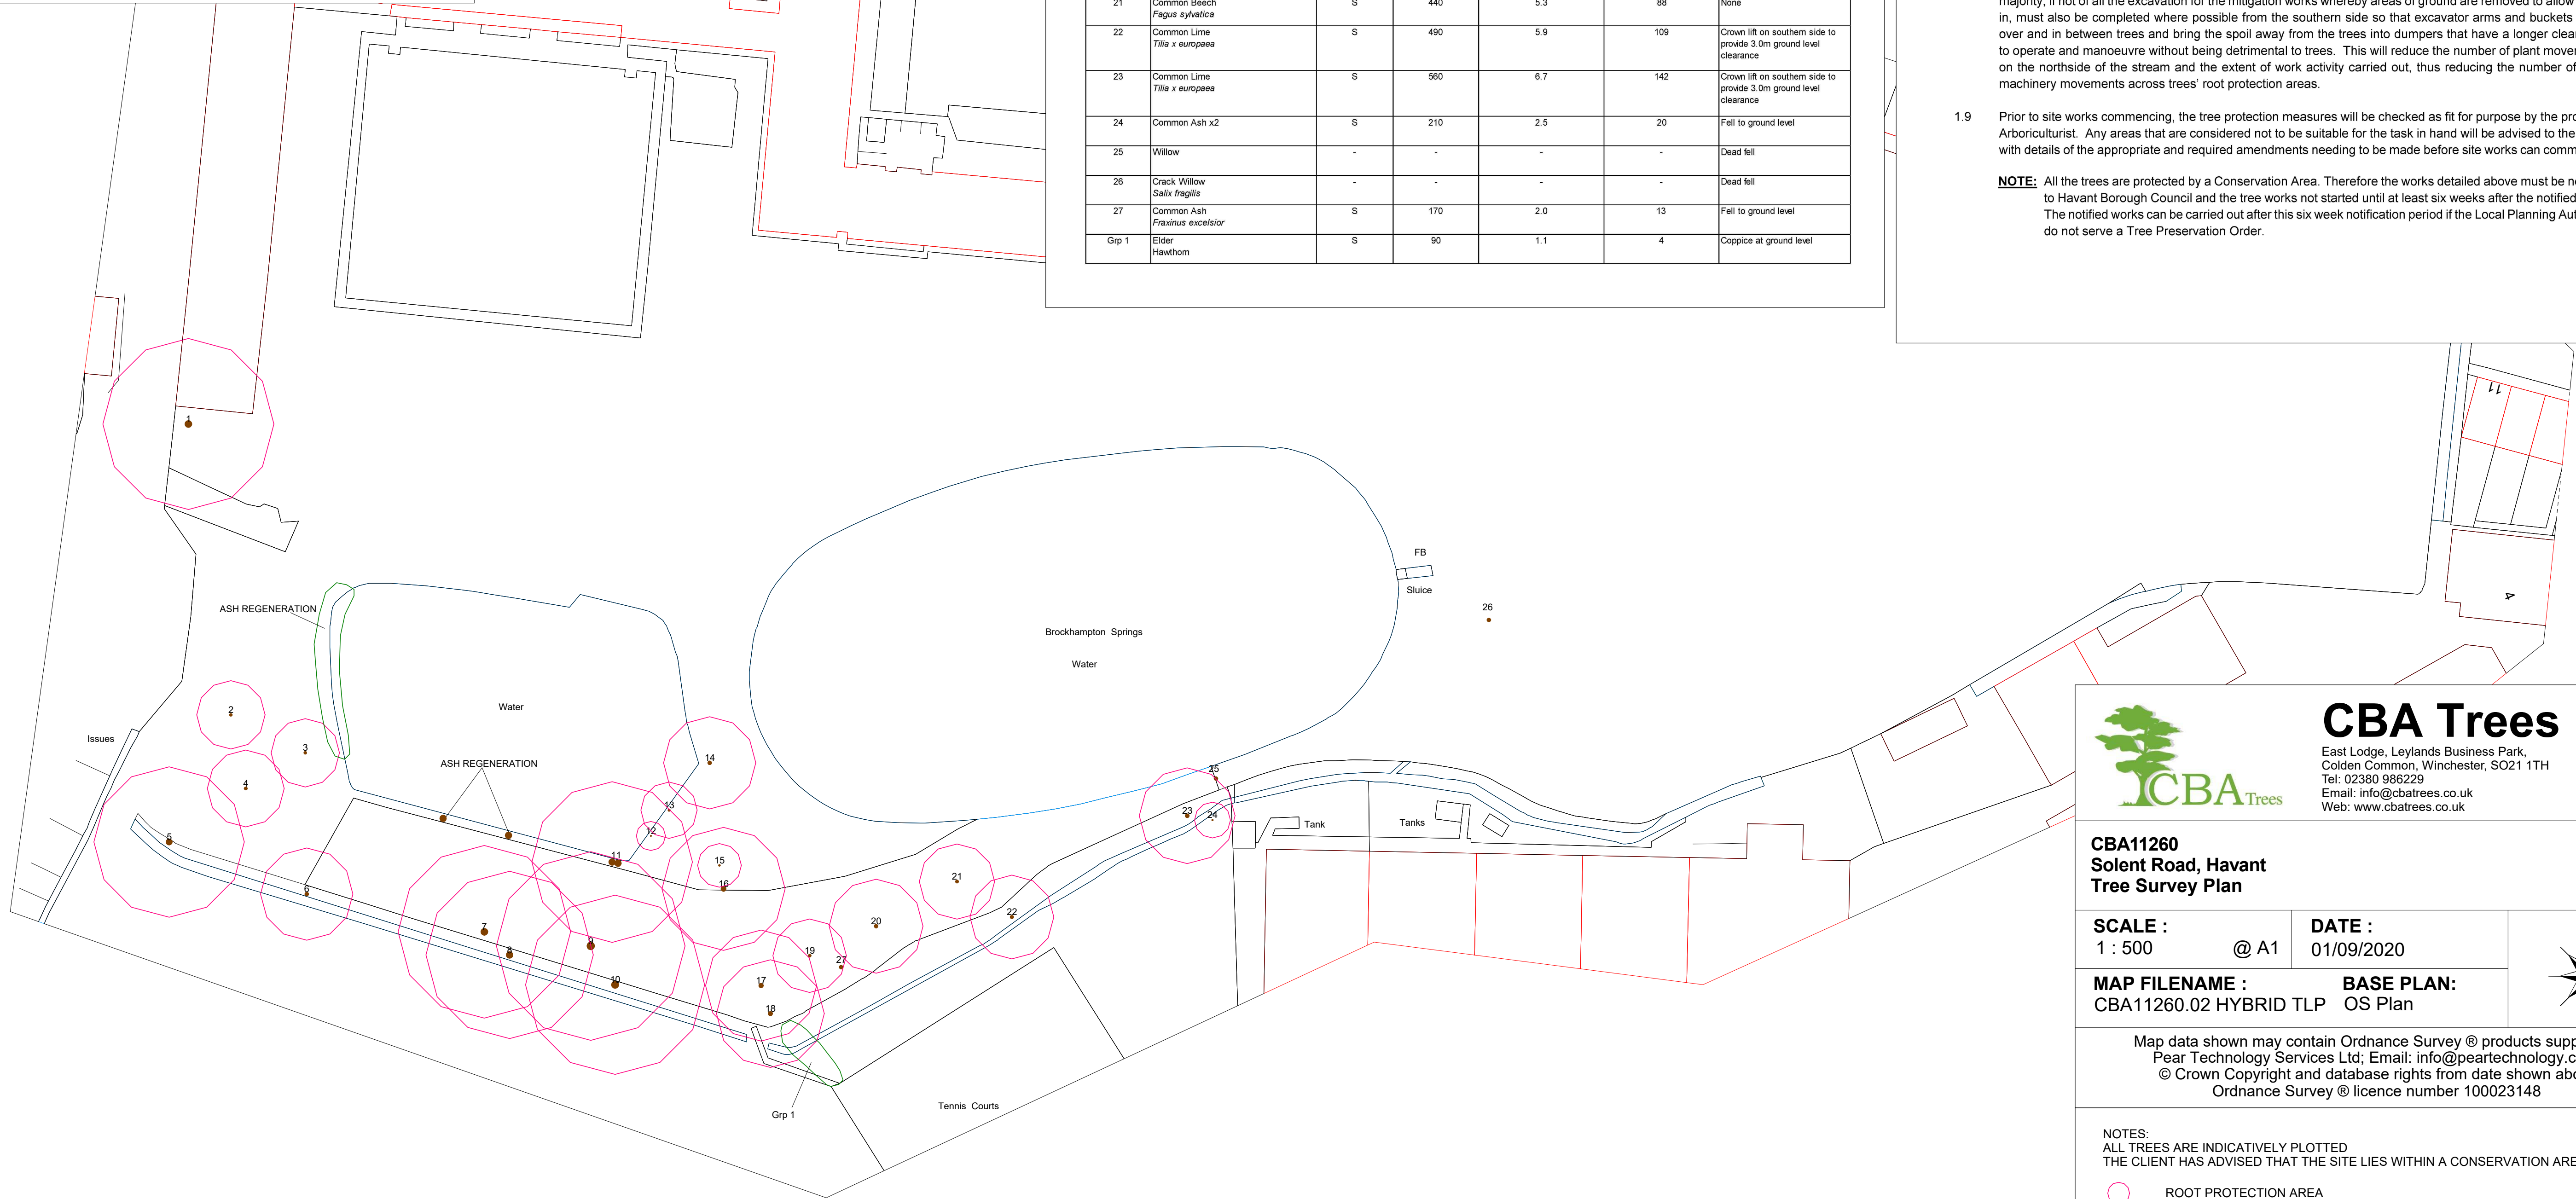 21 Common Beech S 440 5.3 88 None
Fagus sylvatica
22 Common Lime S 490 5.9 109 Crown lift on southern side to
Tilia x europaea provide 3.0m ground level
clearance
23 Common Lime S 560 6.7 142 Crown lift on southern side to
Tilia x europaea provide 3.0m ground level
clearance
24 Common Ash x2 S 210 2.5 20 Fell to ground level
25 Willow - - - - Dead fell
26 Crack Willow - - - - Dead fell
Salix fragilis
27 Common Ash S 170 2.0 13 Fell to ground level
Fraxinus excelsior
Grp 1 Elder S 90 1.1 4 Coppice at ground level
Hawthorn
majority, if not of all the excavation for the mitigation works whereby areas of ground are removed to allow
in, must also be completed where possible from the southern side so that excavator arms and buckets
over and in between trees and bring the spoil away from the trees into dumpers that have a longer
to operate and manoeuvre without being detrimental to trees. This will reduce the number of plant
on the northside of the stream and the extent of work activity carried out, thus reducing the number of
machinery movements across trees' root protection areas.
1.9 Prior to site works commencing, the tree protection measures will be checked as fit for purpose by the
Arboriculturist. Any areas that are considered not to be suitable for the task in hand will be advised to the
with details of the appropriate and required amendments needing to be made before site works can
NOTE: All the trees are protected by a Conservation Area. Therefore the works detailed above must be
to Havant Borough Council and the tree works not started until at least six weeks after the notified
The notified works can be carried out after this six week notification period if the Local Planning
do not serve a Tree Preservation Order.
11
1
FB
Sluice
4
ASH REGENERATION
26
Brockhampton Springs
Water
Water
2
Issues
3
ASH REGENERATION
14
25
4
13
23
24
Tank
Tanks
12
5
11
15
16
21
6
22
20
7
9
8
19
27
10
17
18
Grp 1
Tennis Courts
CBA Trees
CBA Trees
East Lodge, Leylands Business Park,
Colden Common, Winchester, SO21 1TH
Tel: 02380 986229
Email: info@cbatrees.co.uk
Web: www.cbatrees.co.uk
CBA11260
Solent Road, Havant
Tree Survey Plan
SCALE :
1 : 500 @ A1
DATE :
01/09/2020
MAP FILENAME :
CBA11260.02 HYBRID TLP
BASE PLAN:
OS Plan
Map data shown may contain Ordnance Survey ® products
Pear Technology Services Ltd; Email:
© Crown Copyright and database rights from date shown
Ordnance Survey ® licence number 100023148
NOTES:
ALL TREES ARE INDICATIVELY PLOTTED
THE CLIENT HAS ADVISED THAT THE SITE LIES WITHIN A CONSERVATION
ROOT PROTECTION AREA